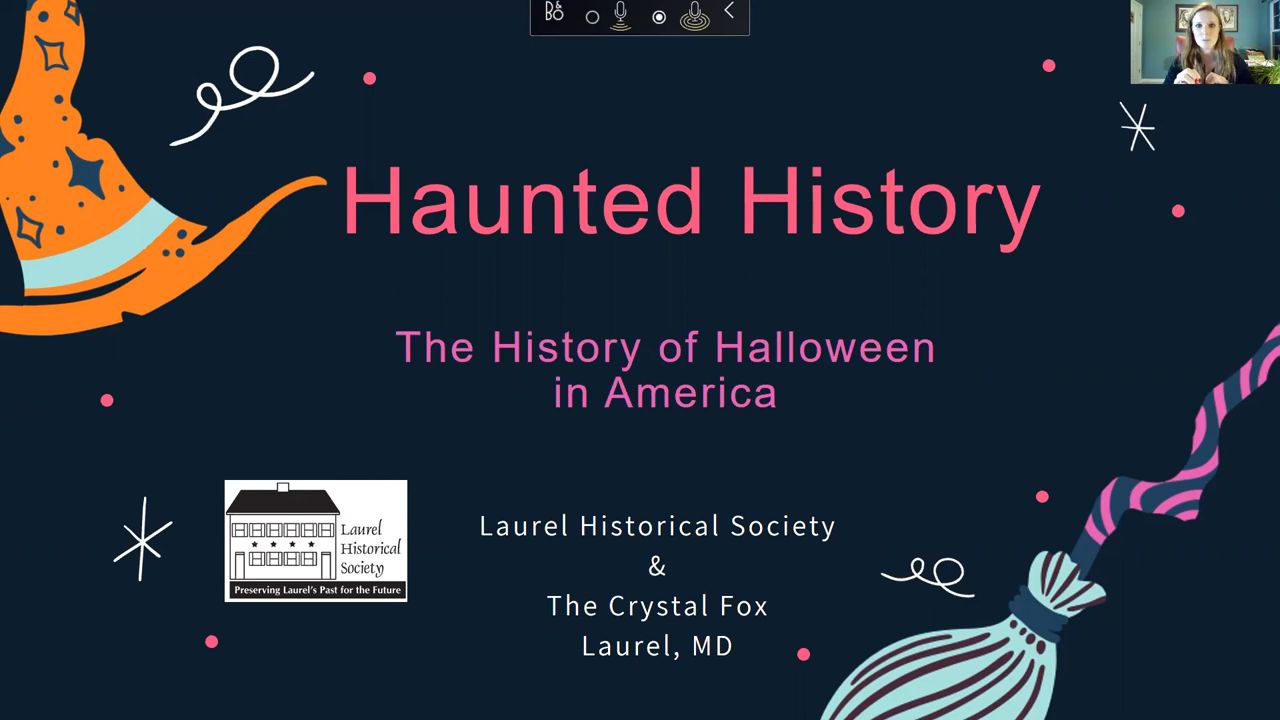 B&O
Haunted History
The History of Halloween
in America
Laurel
Historical
Society
Preserving Laurel's Past for the Future
Laurel Historical Society
&
The Crystal Fox
Laurel, MD